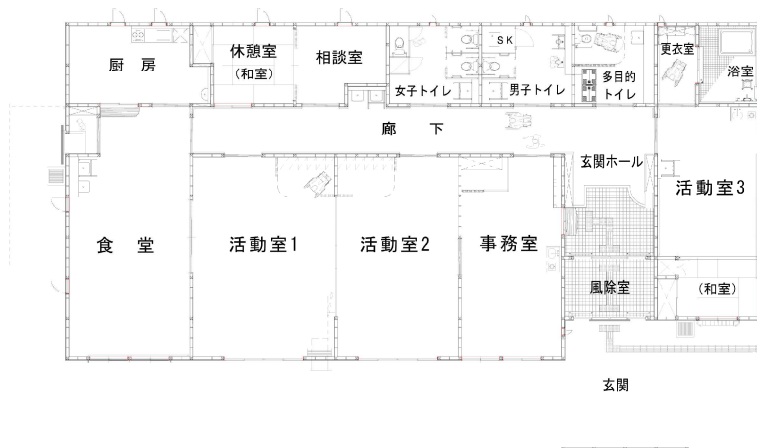 厨 房
休憩室
（和室）
相談室
女子トイレ
SK
男子トイレ
多目的
トイレ
更衣室
浴室
廊 下
玄関ホール
活動室3
食 堂
活動室1
活動室2
事務室
風除室
（和室）
玄関